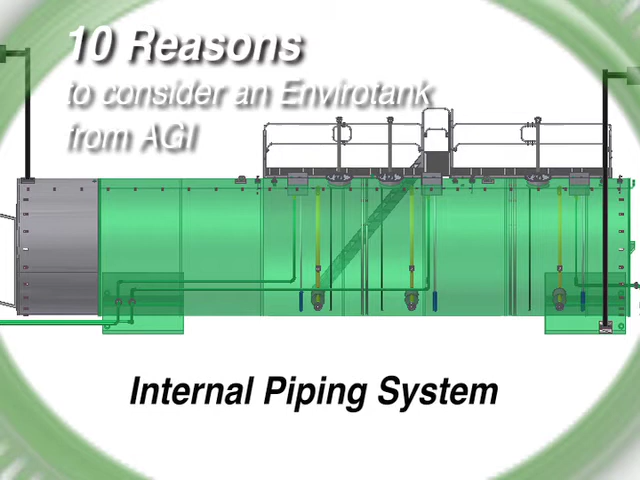 10 Reasons
to consider an Envirotank
from AGI
Internal Piping System